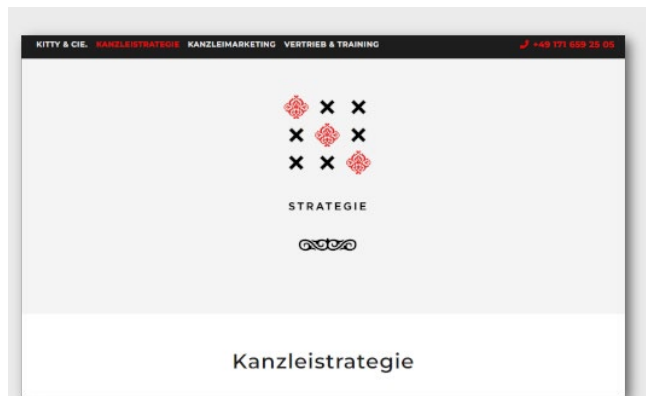 KITTY & CIE. KANZLEISTRATEGIE KANZLEIMARKETING VERTRIEB & TRAINING +49 171 659 25 05
STRATEGIE
Kanzleistrategie